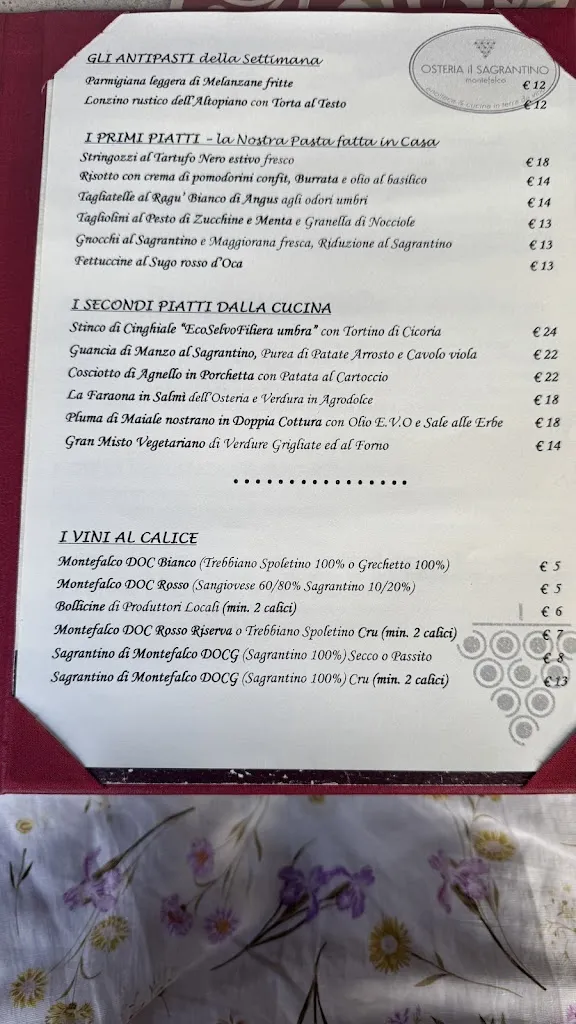 OSTERIA il SAGRANTINO
montefalco
GLI ANTIPASTI della Settimana
Parmigiana leggera di Melanzane fritte € 12
Lonzino rustico dell'Altopiano con Torta al Testo € 12
I PRIMI PIATTI - la Nostra Pasta fatta in Casa
Stringozzi al Tartufo Nero estivo fresco € 18
Risotto con crema di pomodorini confit, Burrata e olio al basilico € 14
Tagliatelle al Ragu' Bianco di Angus agli odori umbri € 14
Tagliolini al Pesto di Zucchine e Menta e Granella di Nocciole € 13
Gnocchi al Sagrantino e Maggiorana fresca, Riduzione al Sagrantino € 13
Fettuccine al Sugo rosso d'Oca € 13
I SECONDI PIATTI DALLA CUCINA
Stinco di Cinghiale "EcoSelvoFiliera umbra" con Tortino di Cicoria € 24
Guancia di Manzo al Sagrantino, Purea di Patate Arrosto e Cavolo viola € 22
Cosciotto di Agnello in Porchetta con Patata al Cartoccio € 22
La Faraona in Salmì dell'Osteria e Verdura in Agrodolce € 18
Pluma di Maiale nostrano in Doppia Cottura con Olio E.V.O e Sale alle Erbe € 18
Gran Misto Vegetariano di Verdure Grigliate ed al Forno € 14
I VINI AL CALICE
Montefalco DOC Bianco (Trebbiano Spoletino 100% o Grechetto 100%) € 5
Montefalco DOC Rosso (Sangiovese 60/80% Sagrantino 10/20%) € 5
Bollicine di Produttori Locali (min. 2 calici) € 6
Montefalco DOC Rosso Riserva o Trebbiano Spoletino Cru (min. 2 calici) € 7
Sagrantino di Montefalco DOCG (Sagrantino 100%) Secco o Passito € 8
Sagrantino di Montefalco DOCG (Sagrantino 100%) Cru (min. 2 calici) € 13